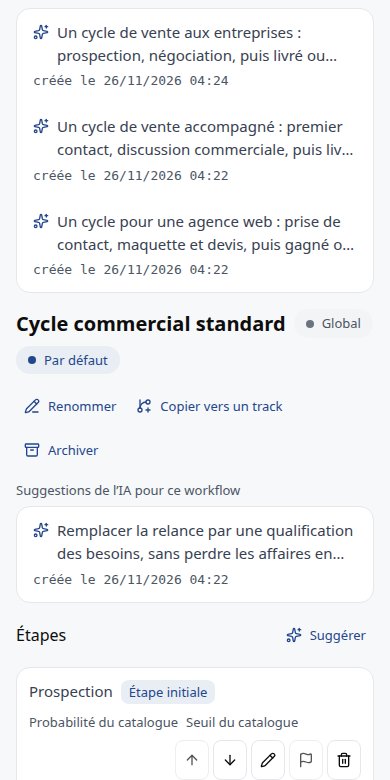 Un cycle de vente aux entreprises :
prospection, négociation, puis livré ou…
créée le 26/11/2026 04:24
Un cycle de vente accompagné : premier
contact, discussion commerciale, puis liv…
créée le 26/11/2026 04:22
Un cycle pour une agence web : prise de
contact, maquette et devis, puis gagné o…
créée le 26/11/2026 04:22
Cycle commercial standard Global
Par défaut
Renommer Copier vers un track
Archiver
Suggestions de l’IA pour ce workflow
Remplacer la relance par une qualification
des besoins, sans perdre les affaires en…
créée le 26/11/2026 04:22
Étapes Suggérer
Prospection Étape initiale
Probabilité du catalogue Seuil du catalogue